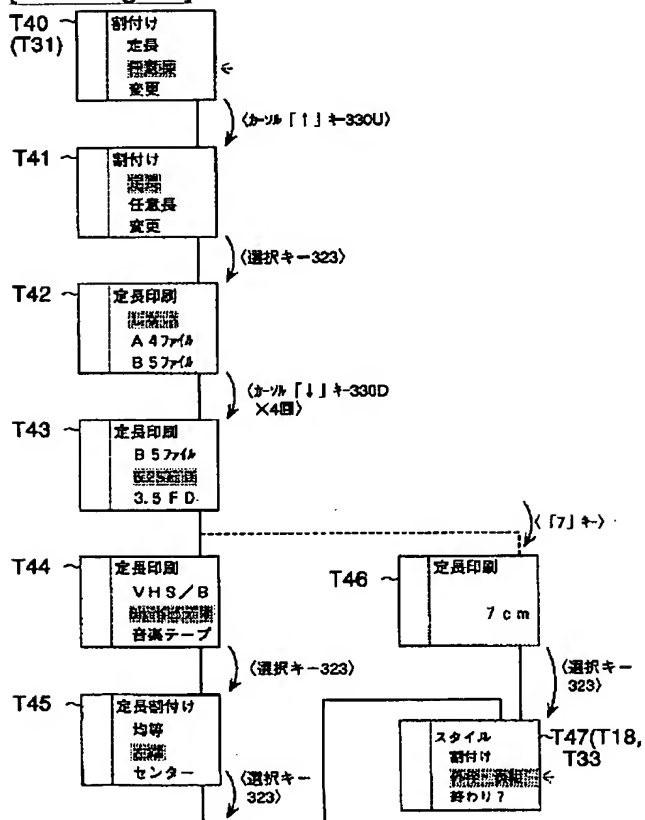 T40
(T31)
割付け
定長
任意長
変更
〈カーソル「↑」キー330U〉
T41
割付け
定長
任意長
変更
〈選択キー323〉
T42
定長印刷
A4ファイル
B5ファイル
〈カーソル「↓」キー330D
×4回〉
T43
定長印刷
B5ファイル
3.5FD
〈「7」キー〉
T44
定長印刷
VHS/B
音楽テープ
〈選択キー323〉
T46
定長印刷
7cm
〈選択キー
323〉
T45
定長割付け
均等
センター
〈選択キー
323〉
T47(T18,
T33
スタイル
割付け
終わり?